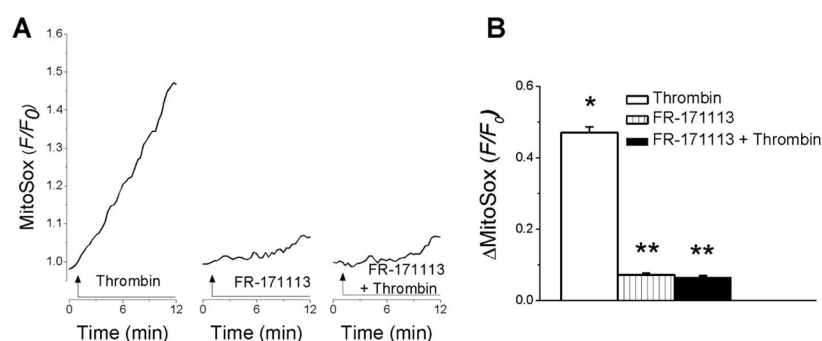 A
MitoSox (F/F0)
1.6
1.5
1.4
1.3
1.2
1.1
1.0
Thrombin
0 6 12
Time (min)
FR-171113
0 6 12
Time (min)
FR-171113
+ Thrombin
0 6 12
Time (min)
B
ΔMitoSox (F/F0)
0.6
0.4
0.2
0.0
*
**
**
Thrombin
FR-171113
FR-171113 + Thrombin